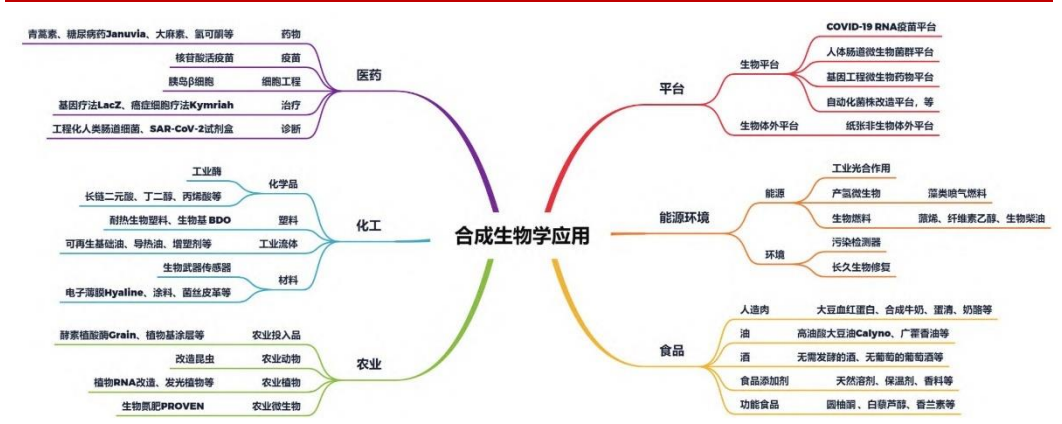 合成生物学应用
医药
青蒿素、糖尿病药Januvia、大麻素、氢可酮等 药物
核苷酸活疫苗 疫苗
胰岛β细胞 细胞工程
基因疗法LacZ、癌症细胞疗法Kymriah 治疗
工程化人类肠道细菌、SAR-CoV-2试剂盒 诊断
化工
化学品
工业酶
长链二元酸、丁二醇、丙烯酸等
耐热生物塑料、生物基 BDO 塑料
可再生基础油、导热油、增塑剂等 工业流体
材料
生物武器传感器
电子薄膜Hyaline、涂料、菌丝皮革等
农业
酵素植酸酶Grain、植物基涂层等 农业投入品
改造昆虫 农业动物
植物RNA改造、发光植物等 农业植物
生物氮肥PROVEN 农业微生物
平台
生物平台
COVID-19 RNA疫苗平台
人体肠道微生物菌群平台
基因工程微生物药物平台
自动化菌株改造平台，等
生物体外平台 纸张非生物体外平台
能源环境
能源
工业光合作用
产氢微生物 藻类喷气燃料
生物燃料 蒎烯、纤维素乙醇、生物柴油
环境
污染检测器
长久生物修复
食品
人造肉 大豆血红蛋白、合成牛奶、蛋清、奶酪等
油 高油酸大豆油Calyno、广藿香油等
酒 无需发酵的酒、无葡萄的葡萄酒等
食品添加剂 天然溶剂、保温剂、香料等
功能食品 圆柚酮、白藜芦醇、香兰素等